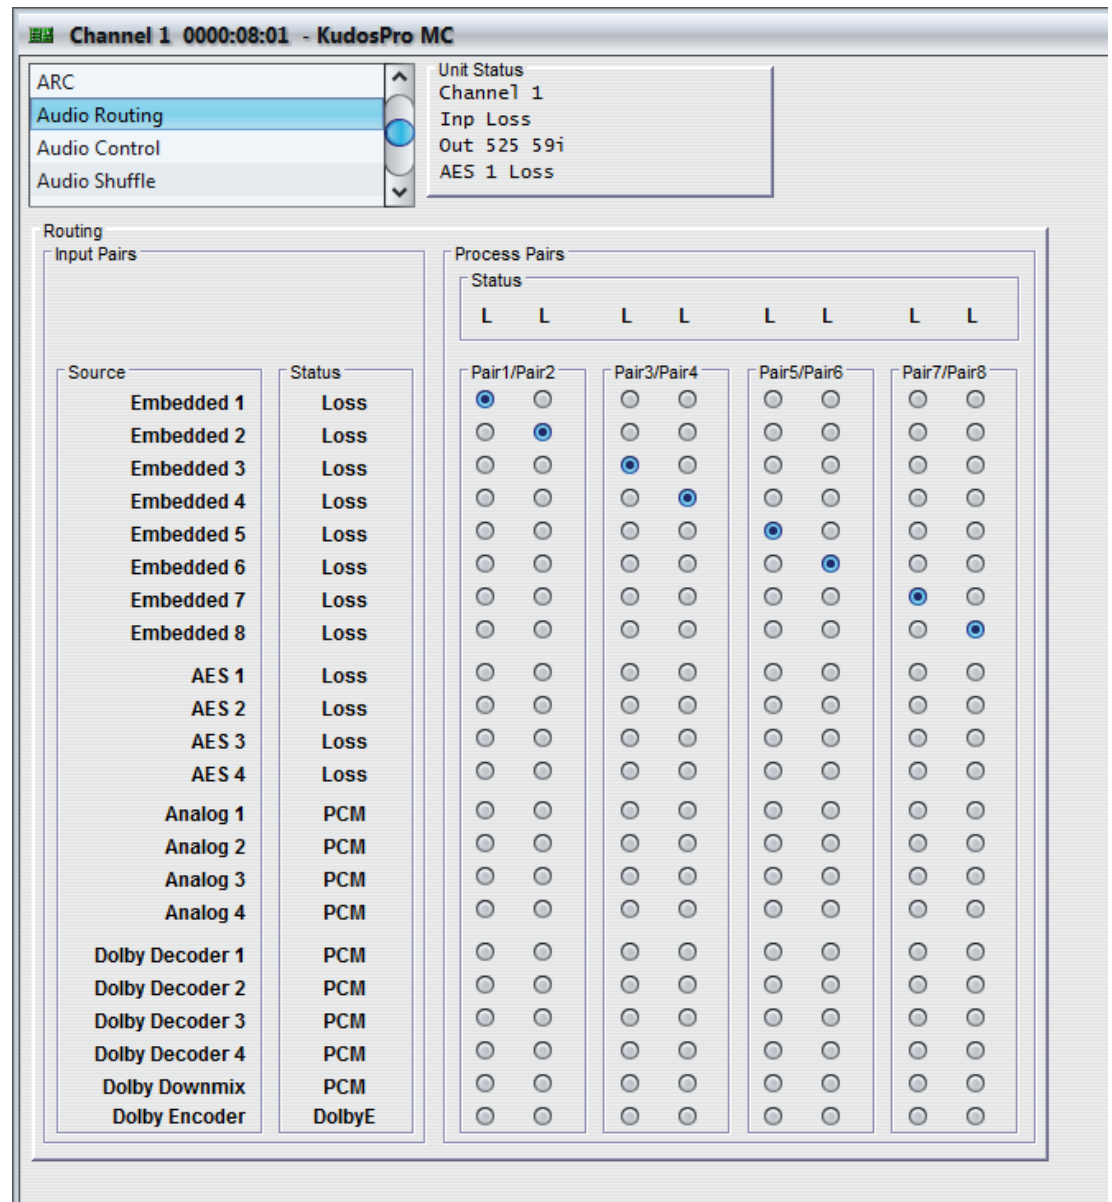 Channel 1 0000:08:01 - KudosPro MC
ARC
Audio Routing
Audio Control
Audio Shuffle
Unit Status
Channel 1
Inp Loss
Out 525 59i
AES 1 Loss
Routing
Input Pairs
Process Pairs
Status
L L L L L L L L
Source Status Pair1/Pair2 Pair3/Pair4 Pair5/Pair6 Pair7/Pair8
Embedded 1 Loss
Embedded 2 Loss
Embedded 3 Loss
Embedded 4 Loss
Embedded 5 Loss
Embedded 6 Loss
Embedded 7 Loss
Embedded 8 Loss
AES 1 Loss
AES 2 Loss
AES 3 Loss
AES 4 Loss
Analog 1 PCM
Analog 2 PCM
Analog 3 PCM
Analog 4 PCM
Dolby Decoder 1 PCM
Dolby Decoder 2 PCM
Dolby Decoder 3 PCM
Dolby Decoder 4 PCM
Dolby Downmix PCM
Dolby Encoder DolbyE